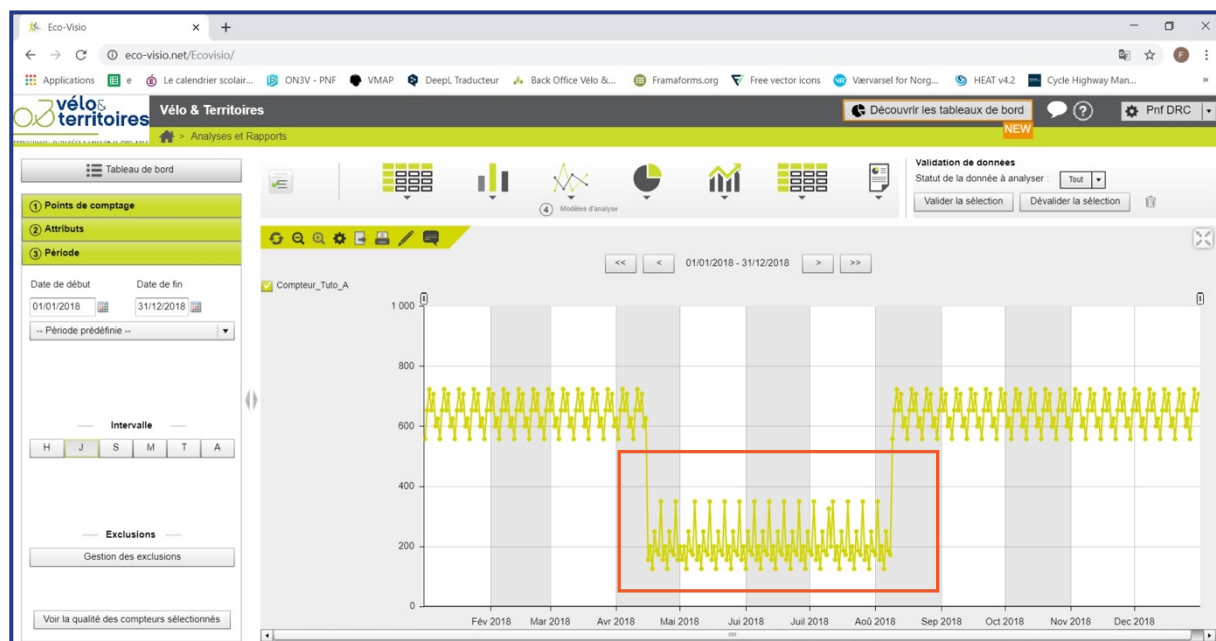 Eco-Visio
eco-visio.net/Ecovisio/
Applications e Le calendrier scolair... ON3V - PNF VMAP DeepL Traducteur Back Office Vélo &... Framaforms.org Free vector icons Værvarsel for Norg... HEAT v4.2 Cycle Highway Man... »
vélo& territoires
Vélo & Territoires
Découvrir les tableaux de bord
NEW
Pnf DRC
> Analyses et Rapports
Tableau de bord
1 Points de comptage
2 Attributs
3 Période
Date de début Date de fin
01/01/2018 31/12/2018
-- Période prédéfinie --
Intervalle
H J S M T A
Exclusions
Gestion des exclusions
Voir la qualité des compteurs sélectionnés
4 Modèles d'analyse
Validation de données
Statut de la donnée à analyser : Tout
Valider la sélection Dévalider la sélection
<< < 01/01/2018 - 31/12/2018 > >>
Compteur_Tuto_A
1 000
800
600
400
200
0
Fév 2018 Mar 2018 Avr 2018 Mai 2018 Jui 2018 Juil 2018 Aoû 2018 Sep 2018 Oct 2018 Nov 2018 Dec 2018